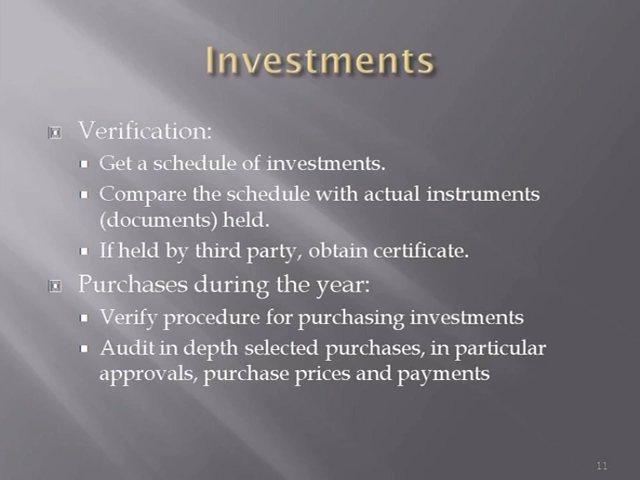 Investments
Verification:
Get a schedule of investments.
Compare the schedule with actual instruments
(documents) held.
If held by third party, obtain certificate.
Purchases during the year:
Verify procedure for purchasing investments
Audit in depth selected purchases, in particular
approvals, purchase prices and payments
11